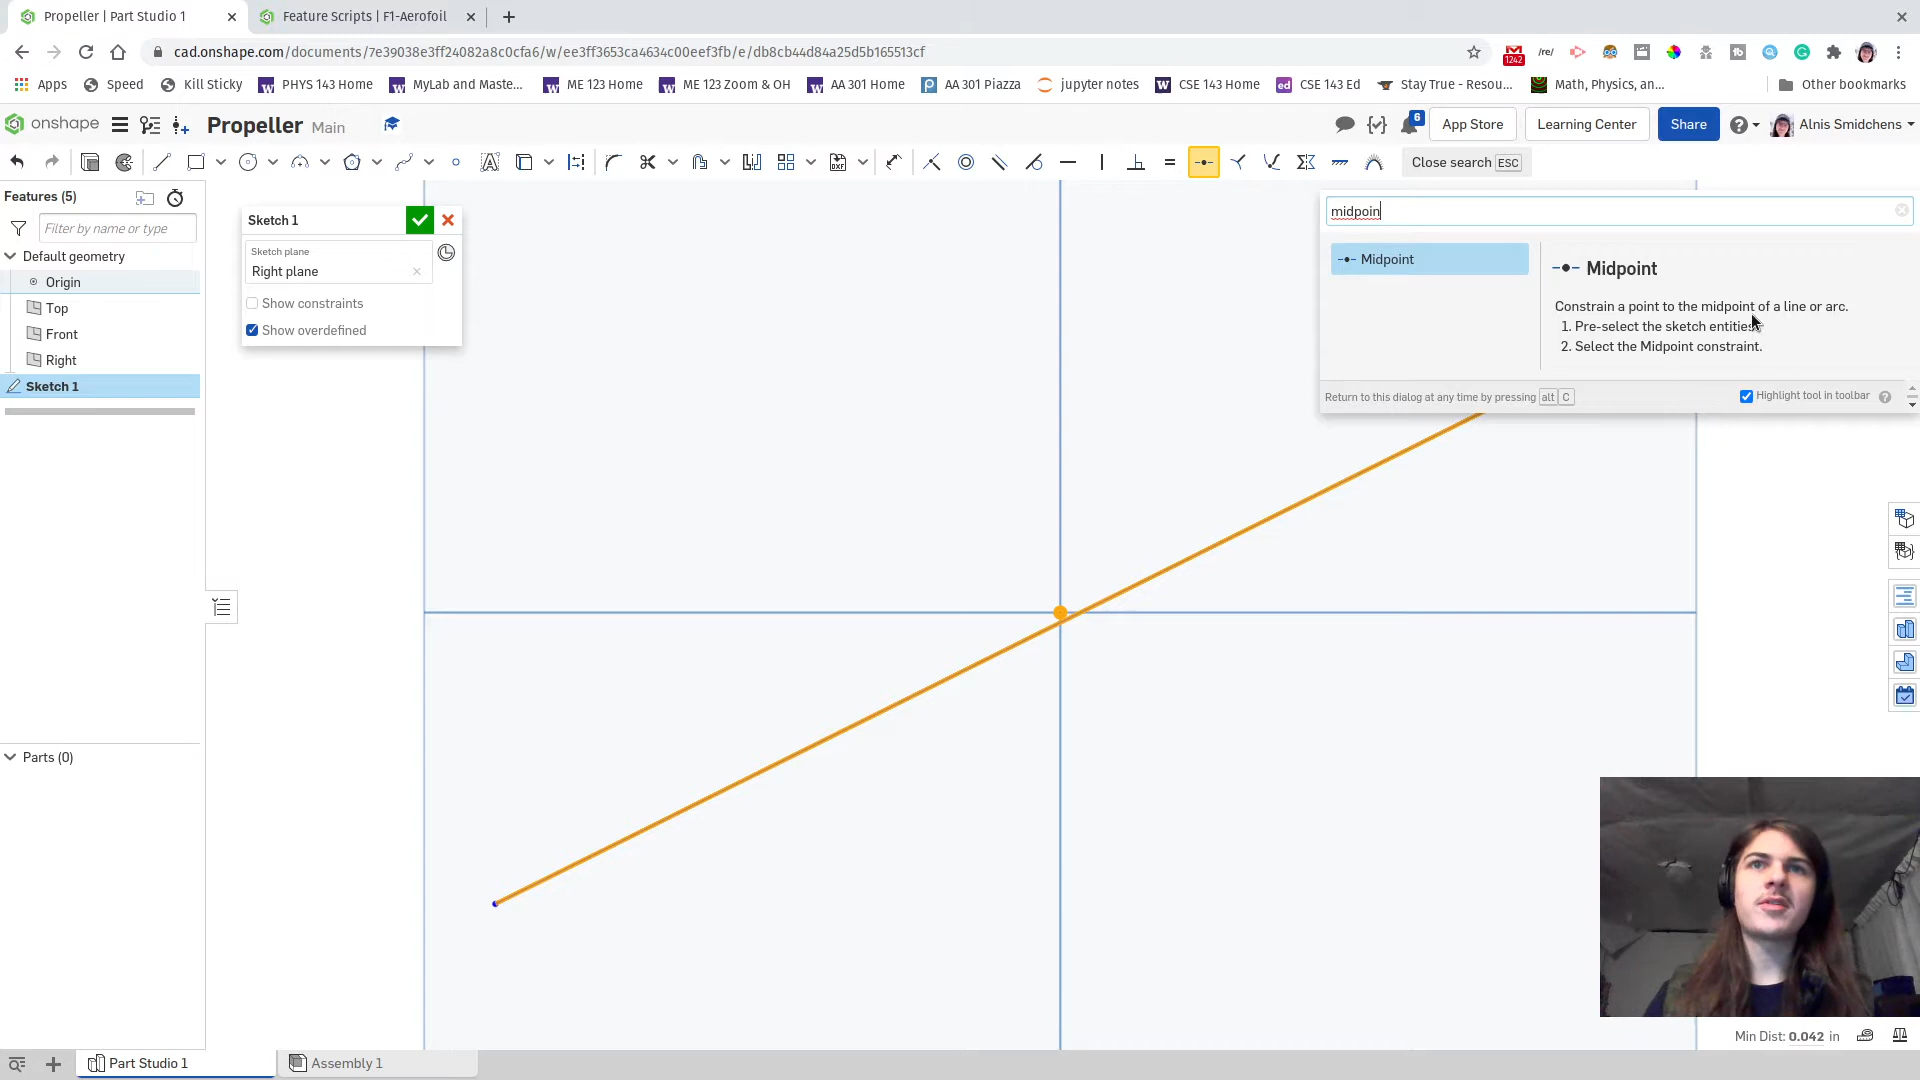 Propeller | Part Studio 1
Feature Scripts | F1-Aerofoil
cad.onshape.com/documents/7e39038e3ff24082a8c0cfa6/w/ee3ff3653ca4634c00eef3fb/e/db8cb44d84a25d5b165513cf
1242
/re/
Apps
Speed
Kill Sticky
PHYS 143 Home
MyLab and Maste...
ME 123 Home
ME 123 Zoom & OH
AA 301 Home
AA 301 Piazza
jupyter notes
CSE 143 Home
CSE 143 Ed
Stay True - Resou...
Math, Physics, an...
Other bookmarks
onshape
Propeller Main
6
App Store
Learning Center
Share
Alnis Smidchens
Close search ESC
Features (5)
Filter by name or type
Default geometry
Origin
Top
Front
Right
Sketch 1
Sketch 1
Sketch plane
Right plane
Show constraints
Show overdefined
midpoin
Midpoint
Midpoint
Constrain a point to the midpoint of a line or arc.
1. Pre-select the sketch entities.
2. Select the Midpoint constraint.
Return to this dialog at any time by pressing alt C
Highlight tool in toolbar
Parts (0)
Min Dist: 0.042 in
Part Studio 1
Assembly 1